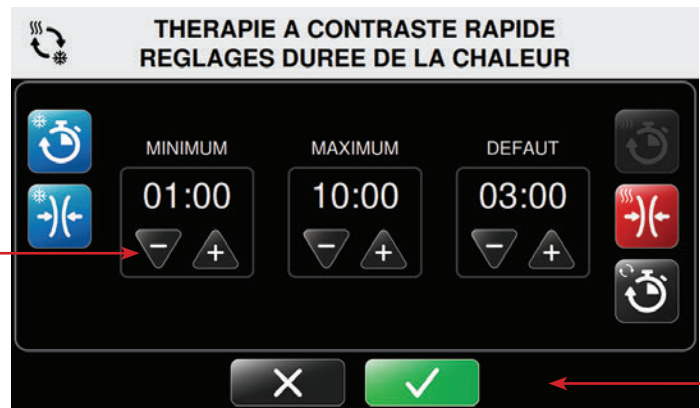 THERAPIE A CONTRASTE RAPIDE
REGLAGES DUREE DE LA CHALEUR
MINIMUM MAXIMUM DEFAUT
01:00 10:00 03:00
- + - + - +